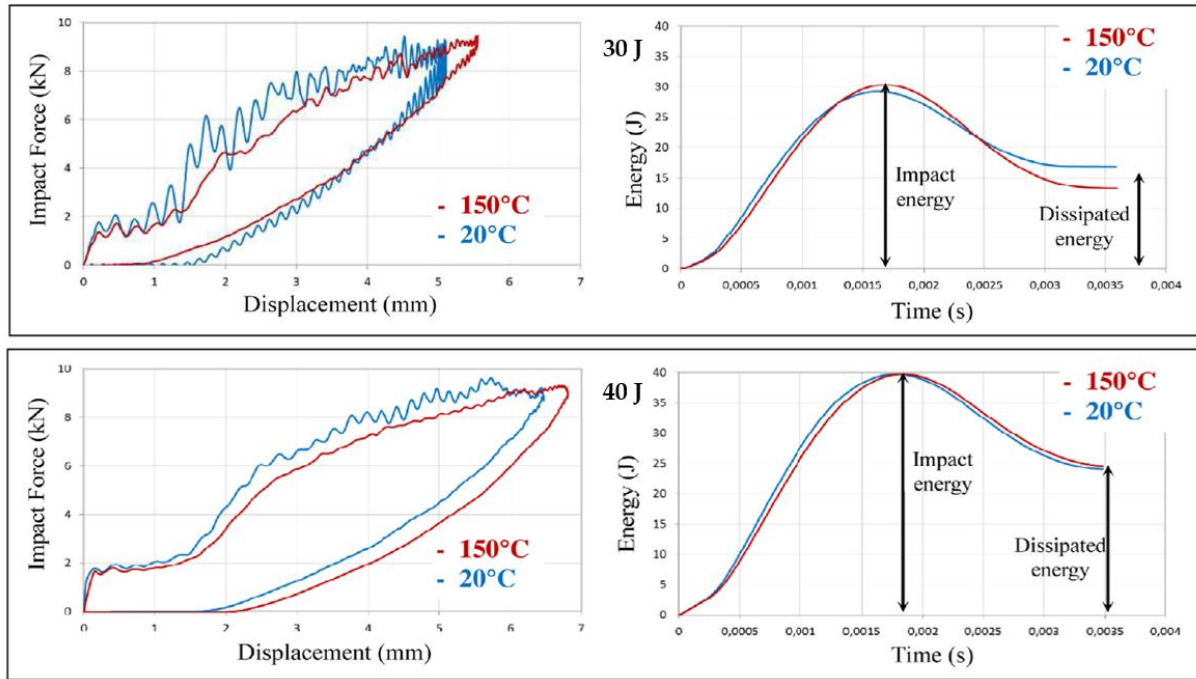 10
8
6
4
2
0
Impact Force (kN)
- 150°C
- 20°C
0 1 2 3 4 5 6 7
Displacement (mm)
30 J
40
35
30
25
20
15
10
5
0
Energy (J)
- 150°C
- 20°C
Impact
energy
Dissipated
energy
0 0,0005 0,001 0,0015 0,002 0,0025 0,003 0,0035 0,004
Time (s)
10
8
6
4
2
0
Impact Force (kN)
- 150°C
- 20°C
0 1 2 3 4 5 6 7
Displacement (mm)
40 J
40
35
30
25
20
15
10
5
0
Energy (J)
- 150°C
- 20°C
Impact
energy
Dissipated
energy
0 0,0005 0,001 0,0015 0,002 0,0025 0,003 0,0035 0,004
Time (s)